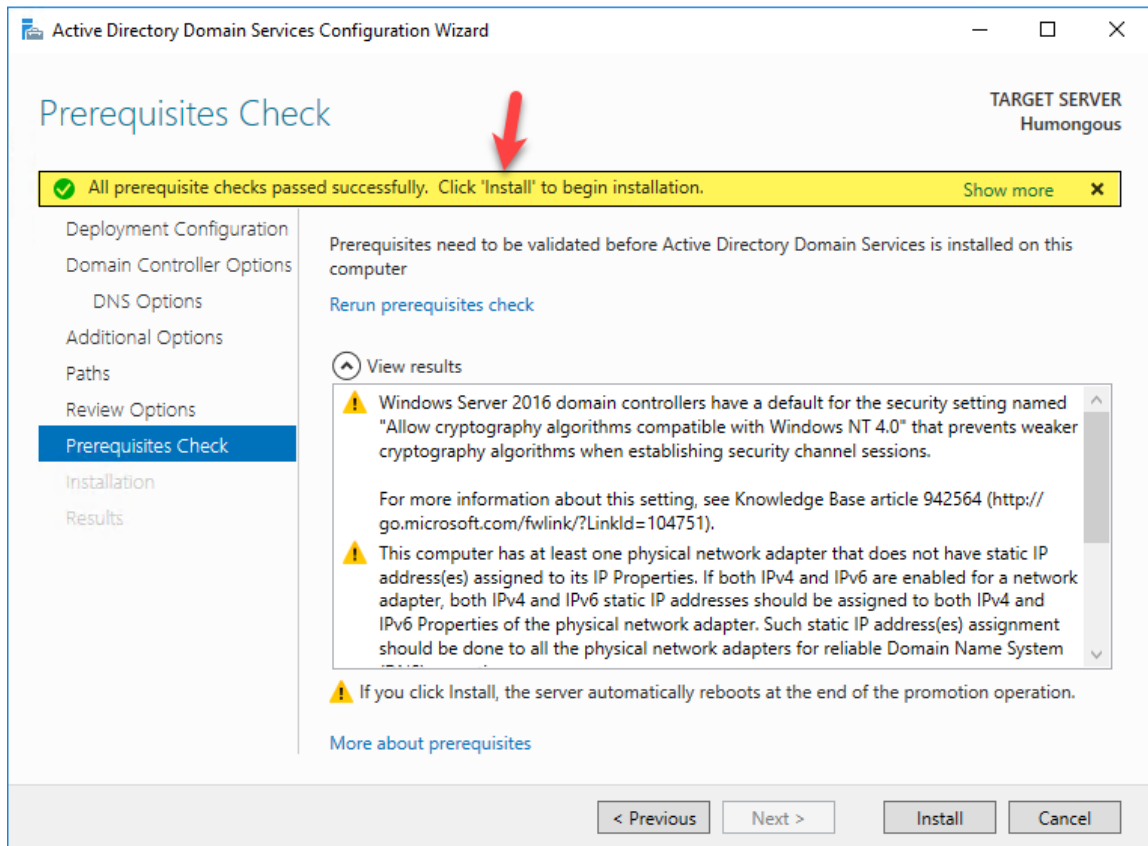 Active Directory Domain Services Configuration Wizard
Prerequisites Check
TARGET SERVER
Humongous
All prerequisite checks passed successfully.  Click 'Install' to begin installation.
Show more
Deployment Configuration
Domain Controller Options
DNS Options
Additional Options
Paths
Review Options
Prerequisites Check
Installation
Results
Prerequisites need to be validated before Active Directory Domain Services is installed on this
computer
Rerun prerequisites check
View results
Windows Server 2016 domain controllers have a default for the security setting named
"Allow cryptography algorithms compatible with Windows NT 4.0" that prevents weaker
cryptography algorithms when establishing security channel sessions.
For more information about this setting, see Knowledge Base article 942564 (http://
go.microsoft.com/fwlink/?LinkId=104751).
This computer has at least one physical network adapter that does not have static IP
address(es) assigned to its IP Properties. If both IPv4 and IPv6 are enabled for a network
adapter, both IPv4 and IPv6 static IP addresses should be assigned to both IPv4 and
IPv6 Properties of the physical network adapter. Such static IP address(es) assignment
should be done to all the physical network adapters for reliable Domain Name System
If you click Install, the server automatically reboots at the end of the promotion operation.
More about prerequisites
< Previous
Next >
Install
Cancel